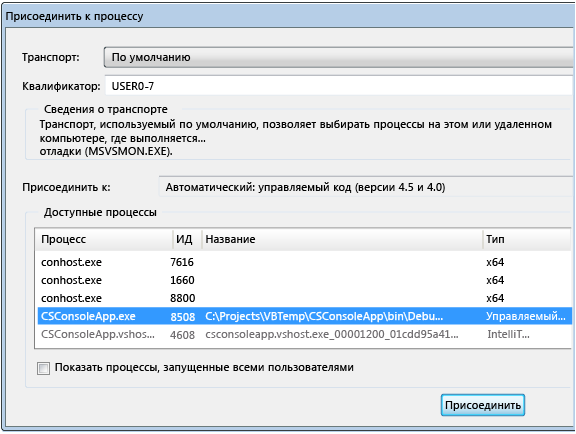 Присоединить к процессу
Транспорт: По умолчанию
Квалификатор: USER0-7
Сведения о транспорте
Транспорт, используемый по умолчанию, позволяет выбирать процессы на этом или удаленном
компьютере, где выполняется...
отладки (MSVSMON.EXE).
Присоединить к: Автоматический: управляемый код (версии 4.5 и 4.0)
Доступные процессы
Процесс ИД Название Тип
conhost.exe 7616 x64
conhost.exe 1660 x64
conhost.exe 8800 x64
CSConsoleApp.exe 8508 C:\Projects\VBTemp\CSConsoleApp\bin\Debu... Управляемый...
CSConsoleApp.vshos... 4608 csconsoleapp.vshost.exe_00001200_01cdd95a41... IntelliT...
Показать процессы, запущенные всеми пользователями
Присоединить